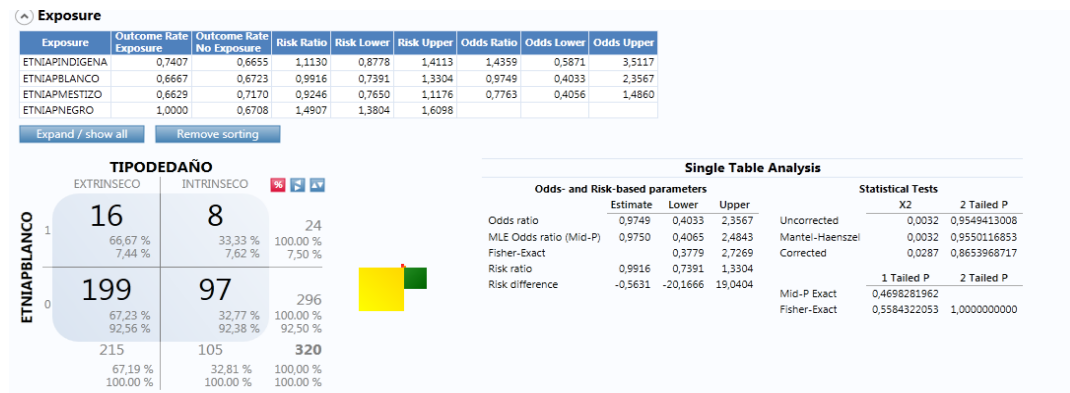 Exposure
Exposure Outcome Rate Exposure Outcome Rate No Exposure Risk Ratio Risk Lower Risk Upper Odds Ratio Odds Lower Odds Upper
ETNIAPINDIGENA 0,7407 0,6655 1,1130 0,8778 1,4113 1,4359 0,5871 3,5117
ETNIAPBLANCO 0,6667 0,6723 0,9916 0,7391 1,3304 0,9749 0,4033 2,3567
ETNIAPMESTIZO 0,6629 0,7170 0,9246 0,7650 1,1176 0,7763 0,4056 1,4860
ETNIAPNEGRO 1,0000 0,6708 1,4907 1,3804 1,6098
Expand / show all Remove sorting
TIPODEDAÑO
EXTRINSECO INTRINSECO %
ETNIAPBLANCO
1 16 8 24
66,67 % 33,33 % 100.00 %
7,44 % 7,62 % 7,50 %
0 199 97 296
67,23 % 32,77 % 100.00 %
92,56 % 92,38 % 92,50 %
215 105 320
67,19 % 32,81 % 100,00 %
100.00 % 100.00 % 100.00 %
Single Table Analysis
Odds- and Risk-based parameters
Estimate Lower Upper
Odds ratio 0,9749 0,4033 2,3567
MLE Odds ratio (Mid-P) 0,9750 0,4065 2,4843
Fisher-Exact 0,3779 2,7269
Risk ratio 0,9916 0,7391 1,3304
Risk difference -0,5631 -20,1666 19,0404
Statistical Tests
X2 2 Tailed P
Uncorrected 0,0032 0,9549413008
Mantel-Haenszel 0,0032 0,9550116853
Corrected 0,0287 0,8653968717
1 Tailed P 2 Tailed P
Mid-P Exact 0,4698281962
Fisher-Exact 0,5584322053 1,0000000000